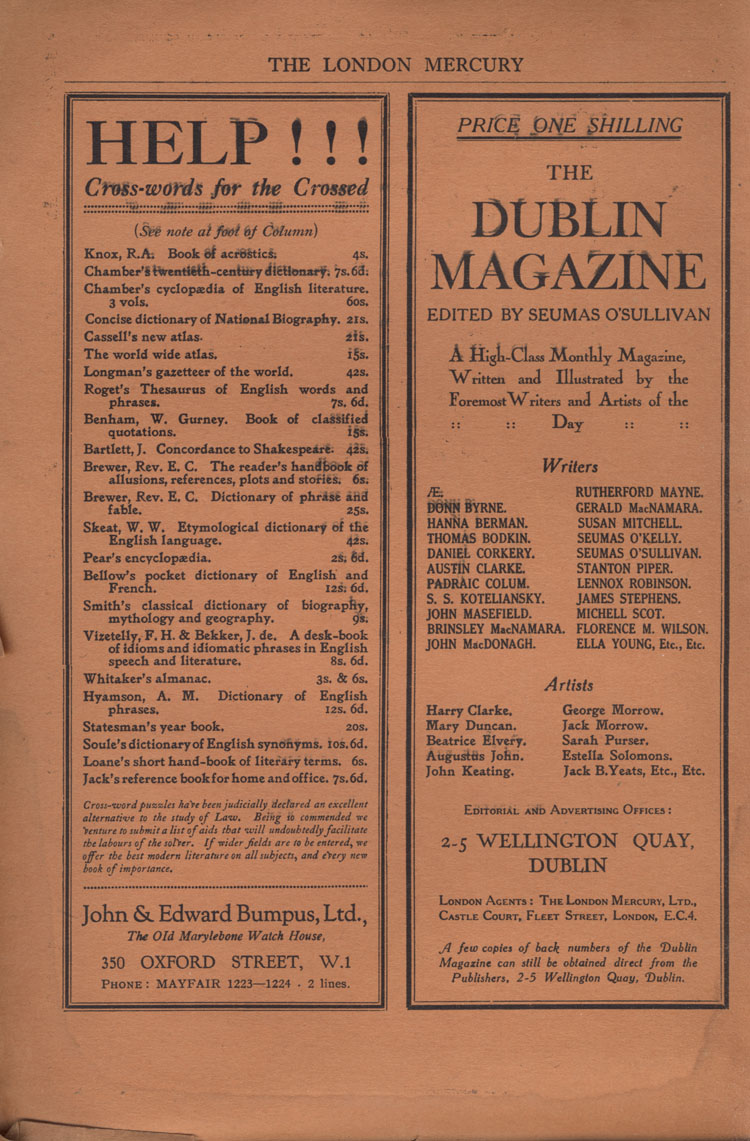 THE LONDON MERCURY
HELP!!!
Cross-words for the Crossed
(See note at foot of Column)
Knox, R.A. Book of acrostics. 4s.
Chamber's twentieth-century dictionary. 7s.6d.
Chamber's cyclopædia of English literature.
3 vols. 60s.
Concise dictionary of National Biography. 21s.
Cassell's new atlas. 21s.
The world wide atlas. 15s.
Longman's gazetteer of the world. 42s.
Roget's Thesaurus of English words and
phrases. 7s. 6d.
Benham, W. Gurney. Book of classified
quotations. 15s.
Bartlett, J. Concordance to Shakespeare. 42s.
Brewer, Rev. E. C. The reader's handbook of
allusions, references, plots and stories. 6s.
Brewer, Rev. E. C. Dictionary of phrase and
fable. 25s.
Skeat, W. W. Etymological dictionary of the
English language. 42s.
Pear's encyclopædia. 2s. 6d.
Bellow's pocket dictionary of English and
French. 12s. 6d.
Smith's classical dictionary of biography,
mythology and geography. 9s.
Vizetelly, F. H. & Bekker, J. de. A desk-book
of idioms and idiomatic phrases in English
speech and literature. 8s. 6d.
Whitaker's almanac. 3s. & 6s.
Hyamson, A. M. Dictionary of English
phrases. 12s. 6d.
Statesman's year book. 20s.
Soule's dictionary of English synonyms. 10s.6d.
Loane's short hand-book of literary terms. 6s.
Jack's reference book for home and office. 7s.6d.
Cross-word puzzles have been judicially declared an excellent
alternative to the study of Law. Being so commended we
venture to submit a list of aids that will undoubtedly facilitate
the labours of the solver. If wider fields are to be entered, we
offer the best modern literature on all subjects, and every new
book of importance.
John & Edward Bumpus, Ltd.,
The Old Marylebone Watch House,
350 OXFORD STREET, W.1
PHONE: MAYFAIR 1223—1224 . 2 lines.
PRICE ONE SHILLING
THE
DUBLIN
MAGAZINE
EDITED BY SEUMAS O'SULLIVAN
A High-Class Monthly Magazine,
Written and Illustrated by the
Foremost Writers and Artists of the
:: :: Day :: ::
Writers
Æ.
DONN BYRNE.
HANNA BERMAN.
THOMAS BODKIN.
DANIEL CORKERY.
AUSTIN CLARKE.
PADRAIC COLUM.
S. S. KOTELIANSKY.
JOHN MASEFIELD.
BRINSLEY MacNAMARA.
JOHN MacDONAGH.
RUTHERFORD MAYNE.
GERALD MacNAMARA.
SUSAN MITCHELL.
SEUMAS O'KELLY.
SEUMAS O'SULLIVAN.
STANTON PIPER.
LENNOX ROBINSON.
JAMES STEPHENS.
MICHELL SCOT.
FLORENCE M. WILSON.
ELLA YOUNG, Etc., Etc.
Artists
Harry Clarke.
Mary Duncan.
Beatrice Elvery.
Augustus John.
John Keating.
George Morrow.
Jack Morrow.
Sarah Purser.
Estella Solomons.
Jack B.Yeats, Etc., Etc.
EDITORIAL AND ADVERTISING OFFICES:
2-5 WELLINGTON QUAY,
DUBLIN
LONDON AGENTS: THE LONDON MERCURY, LTD.,
CASTLE COURT, FLEET STREET, LONDON, E.C.4.
A few copies of back numbers of the Dublin
Magazine can still be obtained direct from the
Publishers, 2-5 Wellington Quay, Dublin.